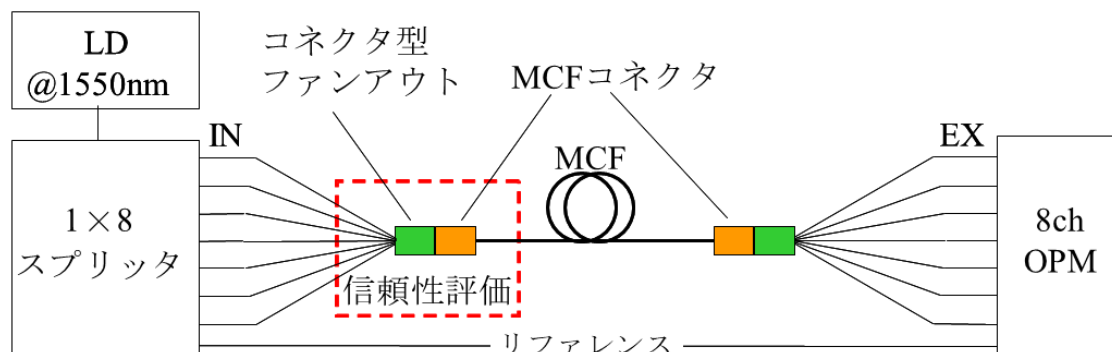 LD
@1550nm
コネクタ型
ファンアウト
MCFコネクタ
IN
MCF
EX
1×8
スプリッタ
8ch
OPM
信頼性評価
リファレンス